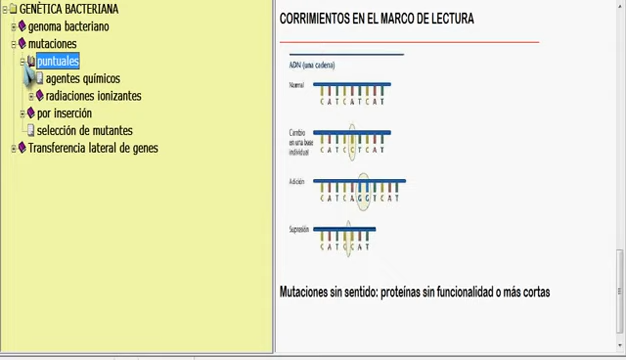 GENÈTICA BACTERIANA
genoma bacteriano
mutaciones
puntuales
agentes químicos
radiaciones ionizantes
por inserción
selección de mutantes
Transferencia lateral de genes
CORRIMIENTOS EN EL MARCO DE LECTURA
ADN (una cadena)
Normal
C A T C A T C A T
Cambio
en una base
individual
C A T C C T C A T
Adición
C A T C A G G T C A T
Supresión
C A T C C A T
Mutaciones sin sentido: proteínas sin funcionalidad o más cortas